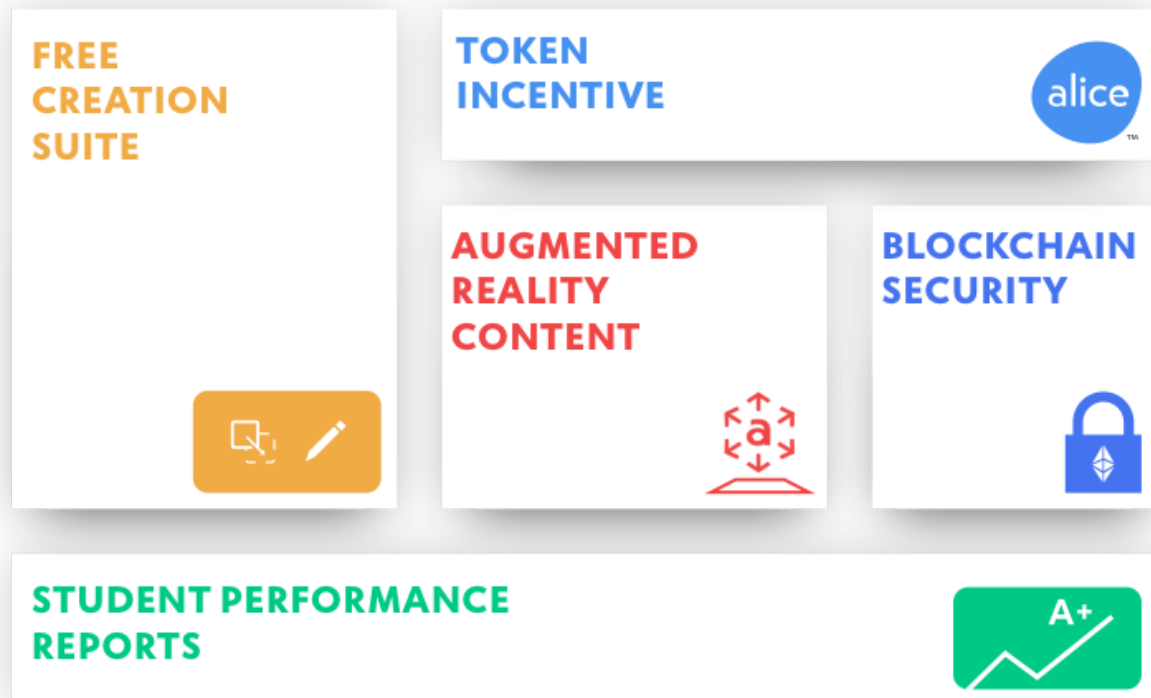 FREE
CREATION
SUITE
TOKEN
INCENTIVE
alice
TM
AUGMENTED
REALITY
CONTENT
a
BLOCKCHAIN
SECURITY
STUDENT PERFORMANCE
REPORTS
A+